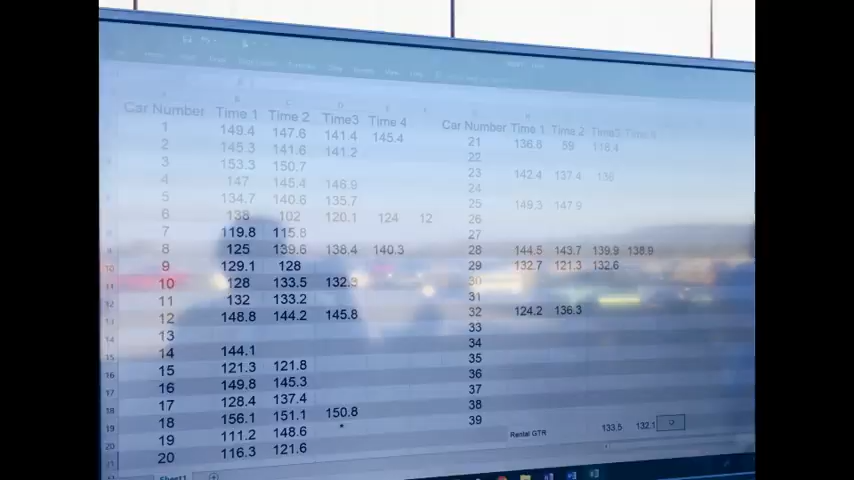 Car Number Time 1 Time 2 Time3 Time 4
1 149.4 147.6 141.4 145.4
2 145.3 141.6 141.2
3 153.3 150.7
4 147 145.4 146.9
5 134.7 140.6 135.7
6 138 102 120.1 124 12
7 119.8 115.8
8 125 139.6 138.4 140.3
9 129.1 128
10 128 133.5 132.3
11 132 133.2
12 148.8 144.2 145.8
13
14 144.1
15 121.3 121.8
16 149.8 145.3
17 128.4 137.4
18 156.1 151.1 150.8
19 111.2 148.6 *
20 116.3 121.6
Sheet1
Car Number Time 1 Time 2 Time3 Time 4
21 136.8 59 118.4
22
23 142.4 137.4 136
24
25 149.3 147.9
26
27
28 144.5 143.7 139.9 138.9
29 132.7 121.3 132.6
30
31
32 124.2 136.3
33
34
35
36
37
38
39
Rental GTR 133.5 132.1